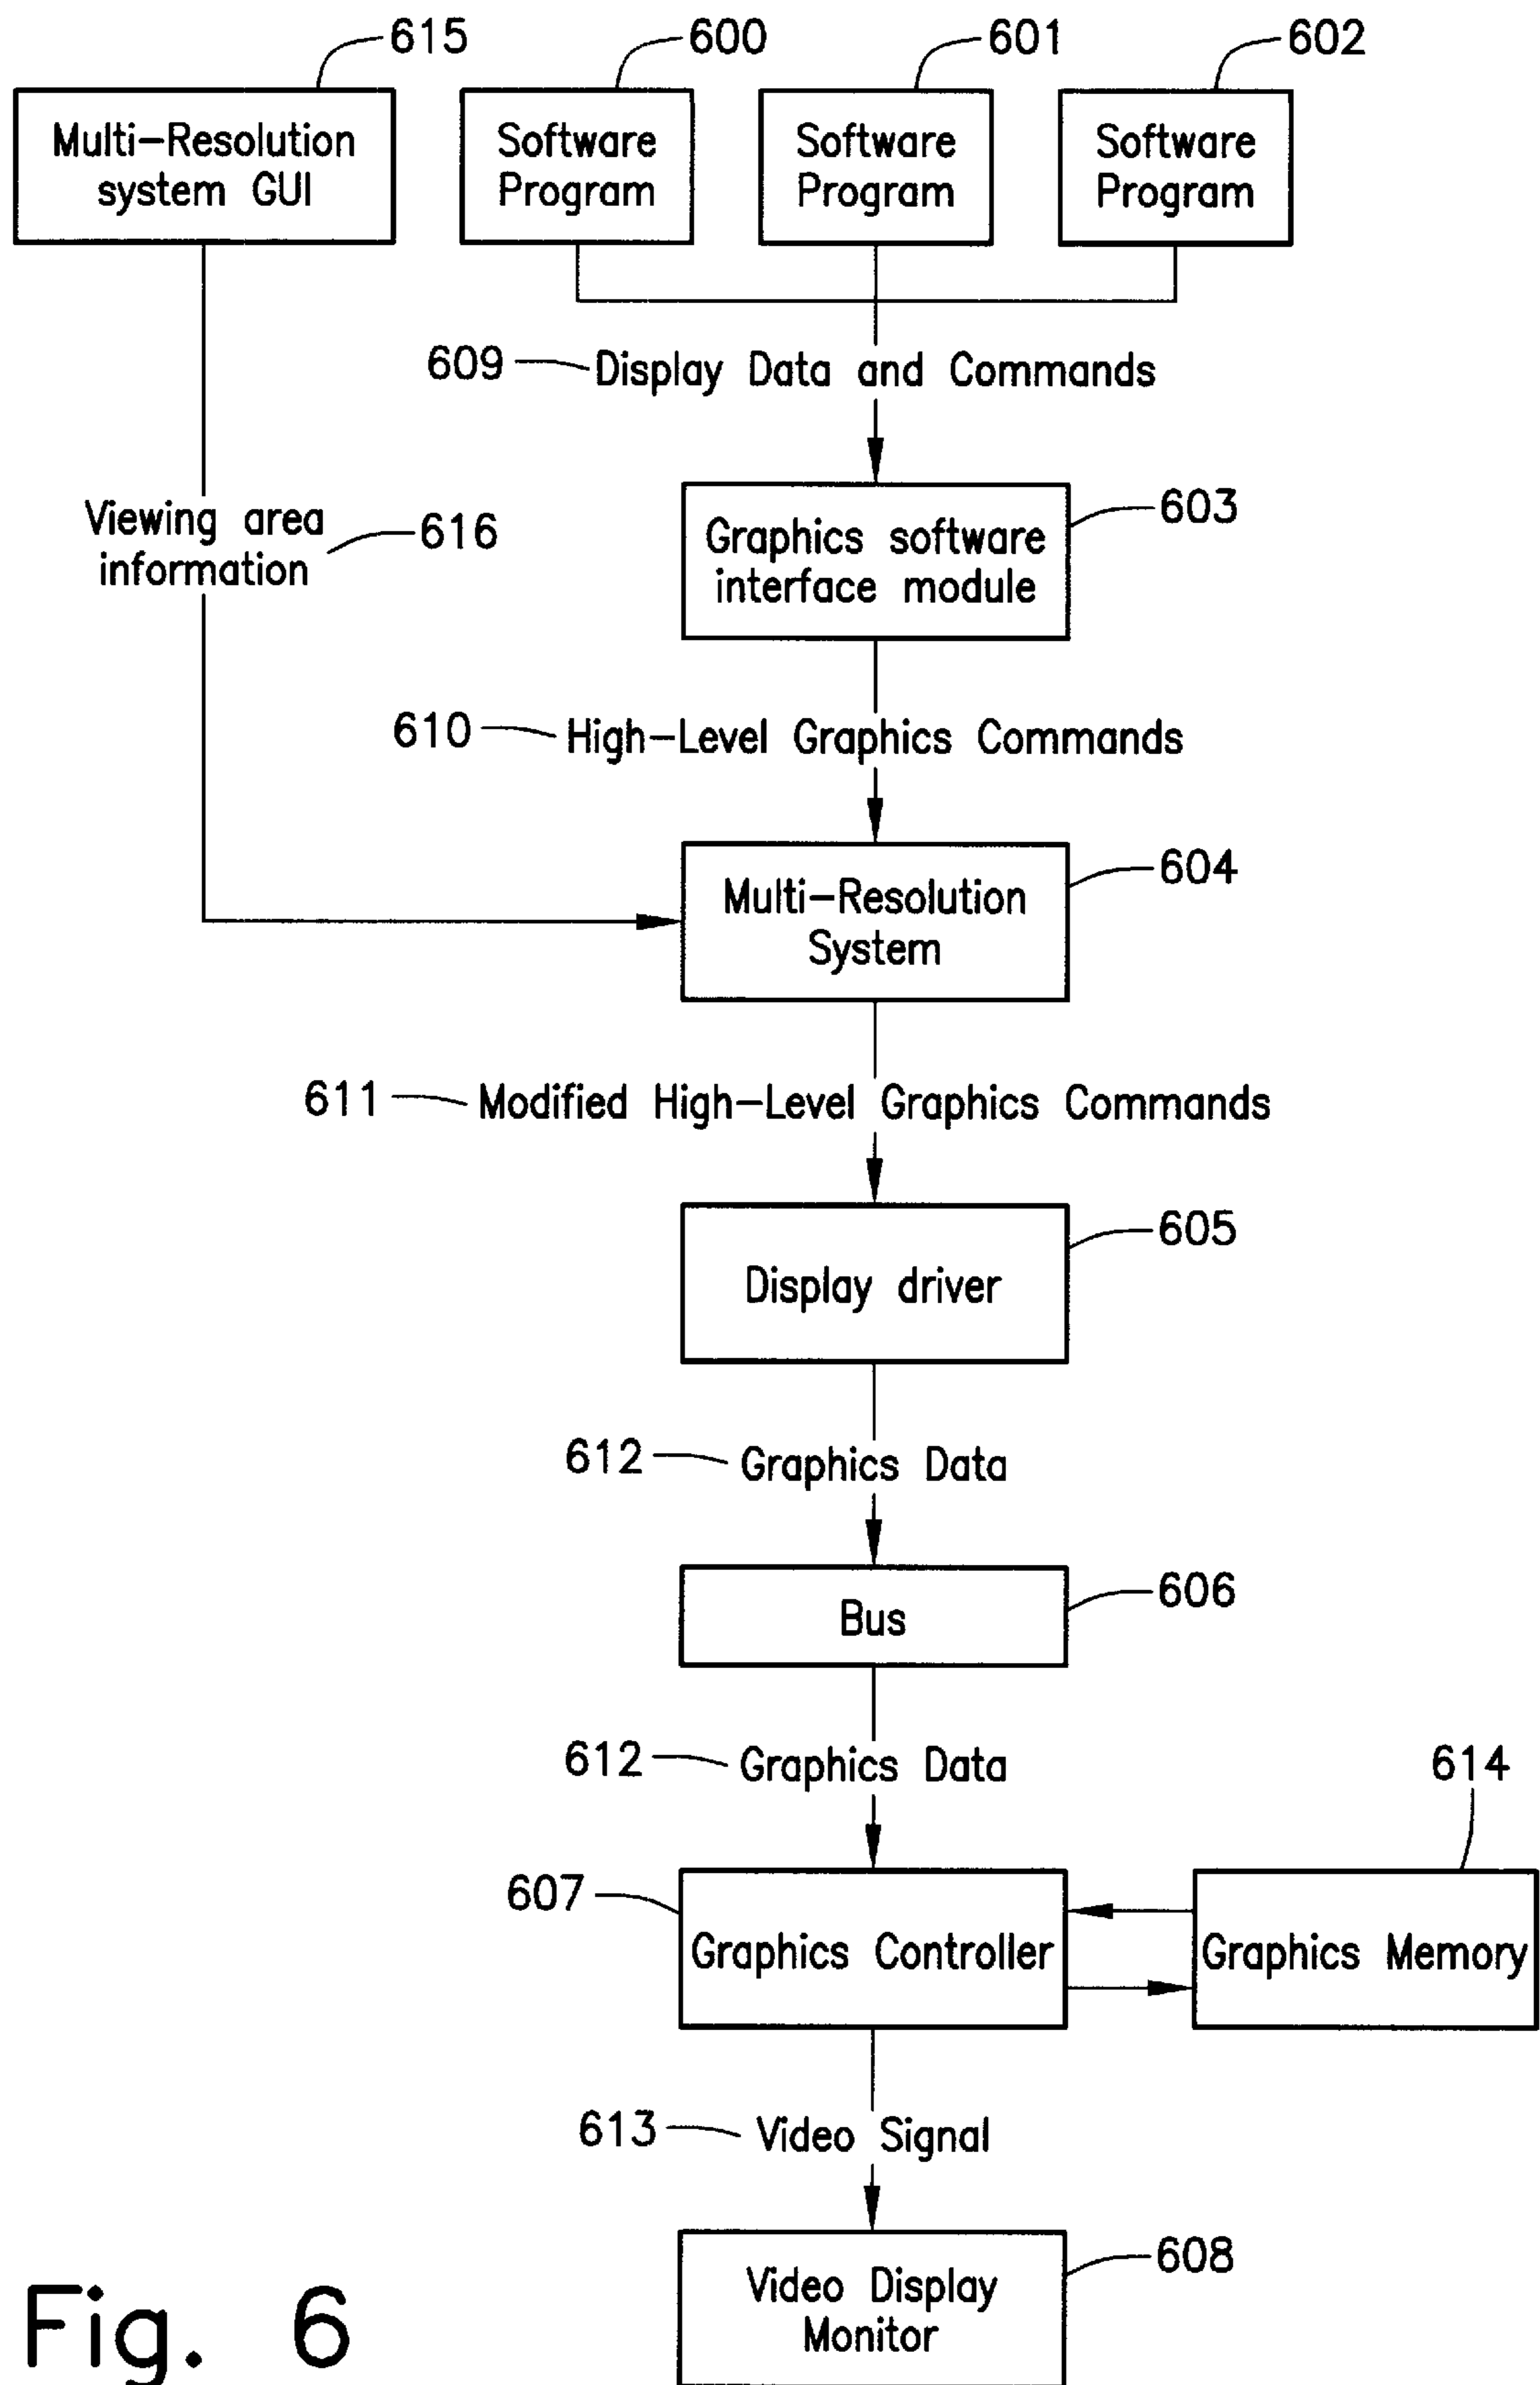 615
600
601
602
Multi-Resolution
system GUI
Software
Program
Software
Program
Software
Program
609
Display Data and Commands
Viewing area
information
616
Graphics software
interface module
603
610
High-Level Graphics Commands
Multi-Resolution
System
604
611
Modified High-Level Graphics Commands
Display driver
605
612
Graphics Data
Bus
606
612
Graphics Data
614
607
Graphics Controller
Graphics Memory
613
Video Signal
Video Display
Monitor
608
Fig. 6